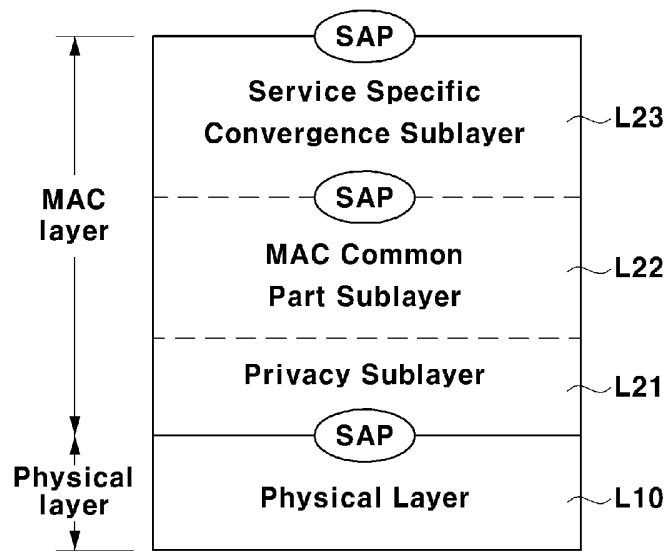 SAP
Service Specific
Convergence Sublayer
L23
SAP
MAC
layer
MAC Common
Part Sublayer
L22
Privacy Sublayer
L21
SAP
Physical
layer
Physical Layer
L10